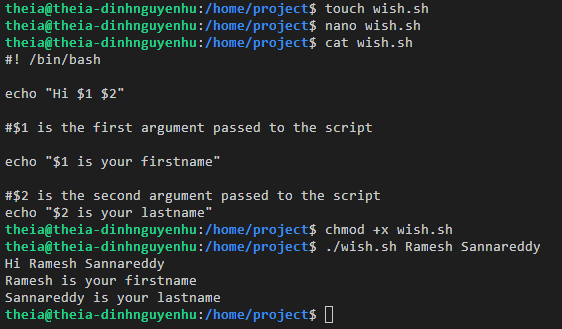 theia@theia-dinhnguyenhu:/home/project$ touch wish.sh
theia@theia-dinhnguyenhu:/home/project$ nano wish.sh
theia@theia-dinhnguyenhu:/home/project$ cat wish.sh
#! /bin/bash
echo "Hi $1 $2"
#$1 is the first argument passed to the script
echo "$1 is your firstname"
#$2 is the second argument passed to the script
echo "$2 is your lastname"
theia@theia-dinhnguyenhu:/home/project$ chmod +x wish.sh
theia@theia-dinhnguyenhu:/home/project$ ./wish.sh Ramesh Sannareddy
Hi Ramesh Sannareddy
Ramesh is your firstname
Sannareddy is your lastname
theia@theia-dinhnguyenhu:/home/project$